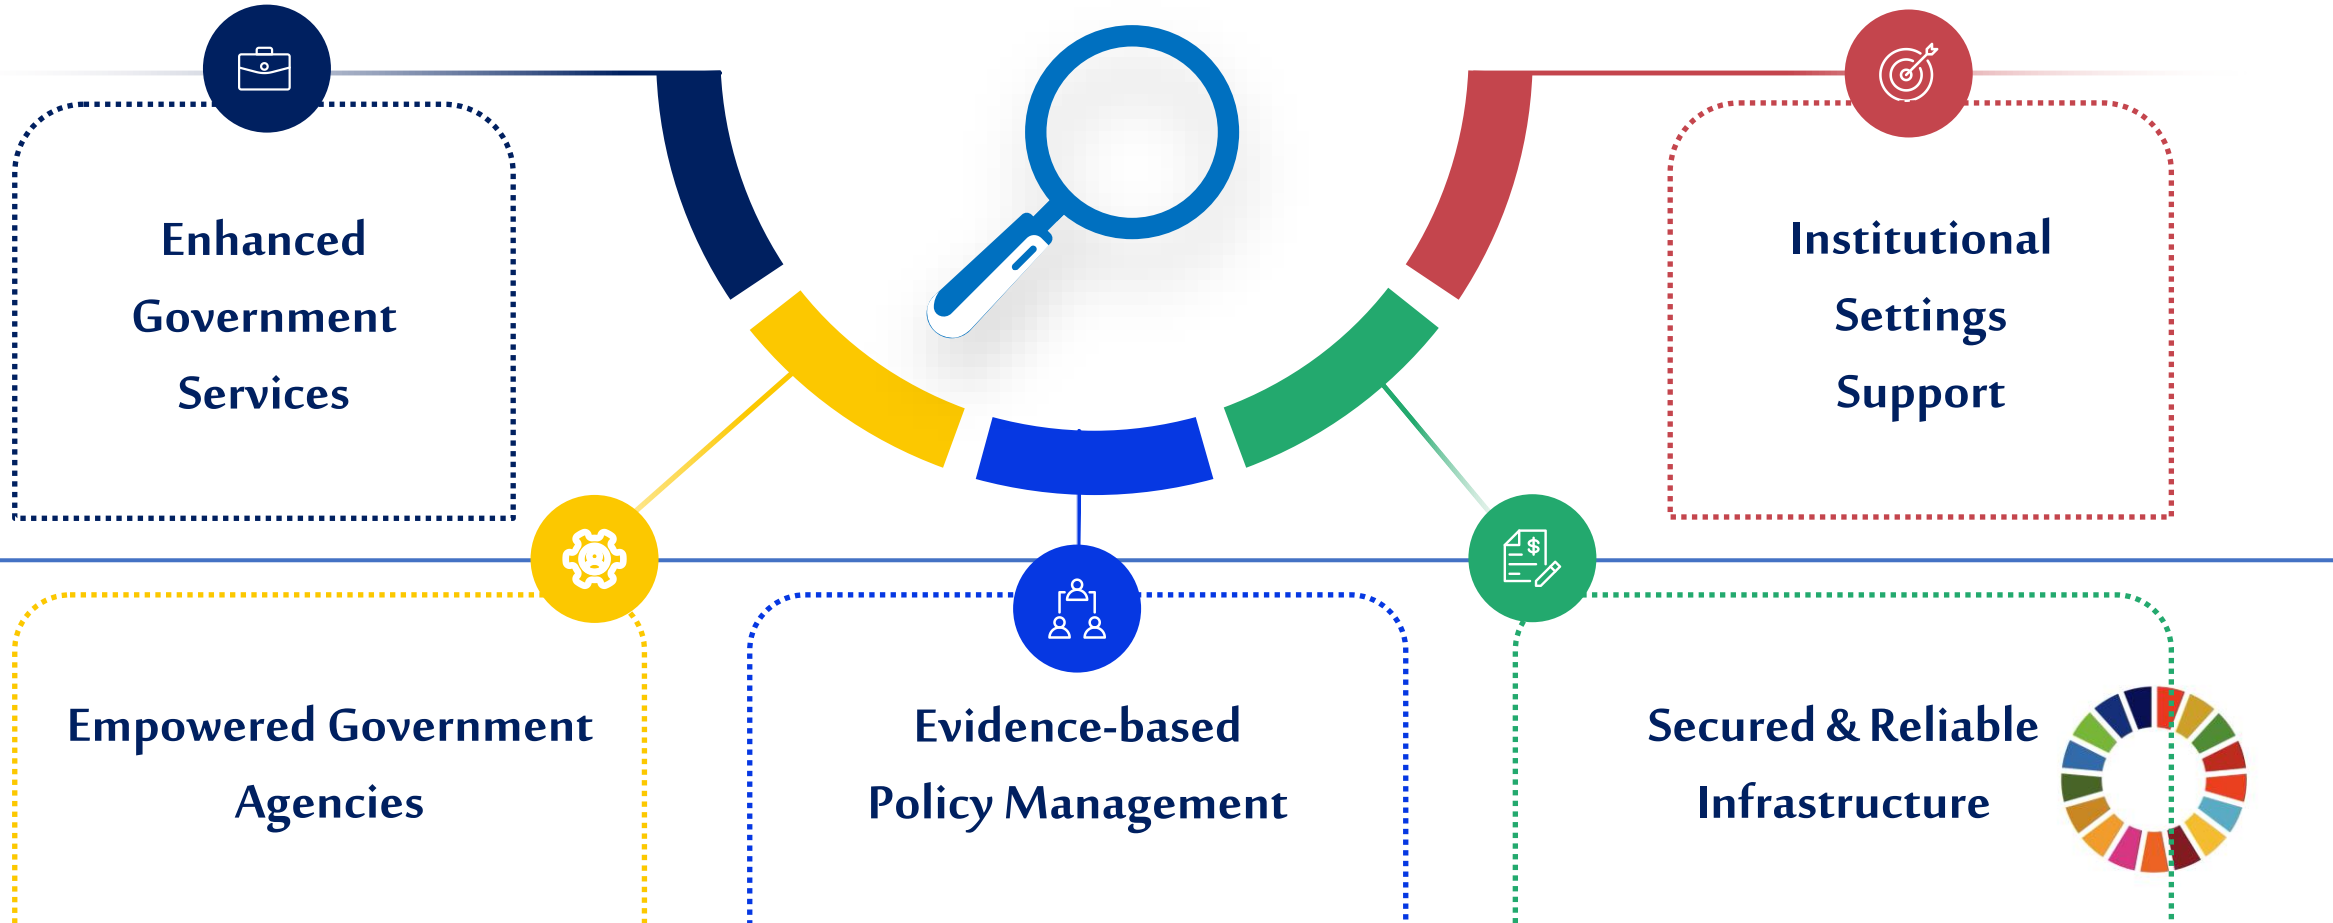 Enhanced
Government
Services
Institutional
Settings
Support
Empowered Government
Agencies
Evidence-based
Policy Management
Secured & Reliable
Infrastructure